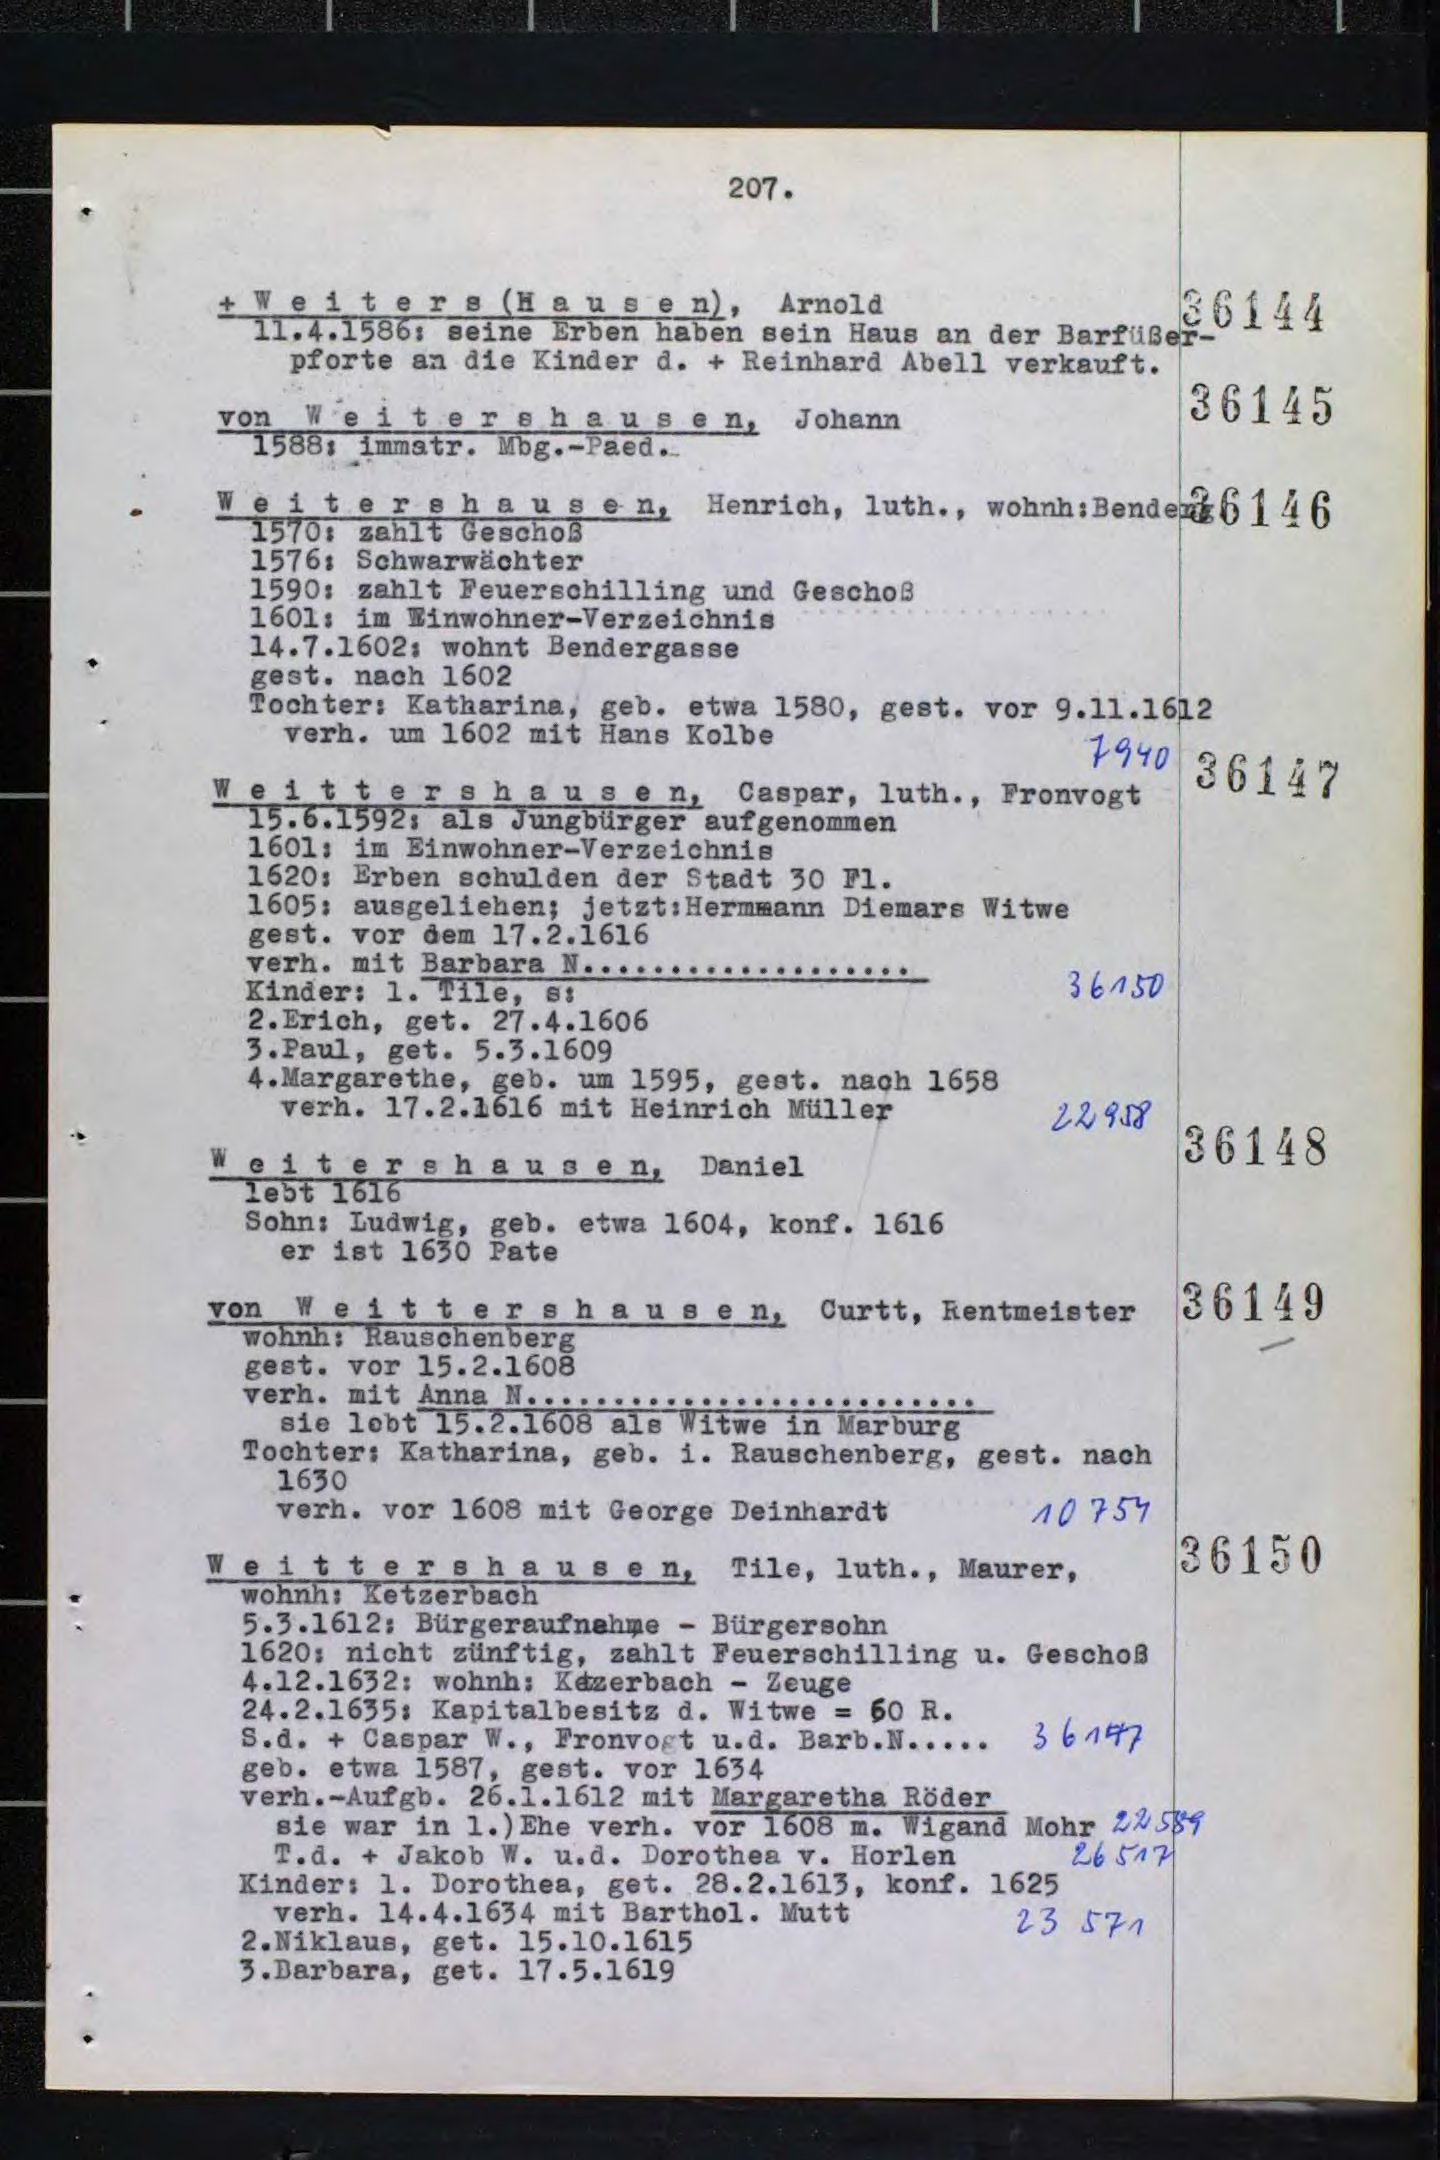 207.
+ W e i t e r s (H a u s e n), Arnold 36144
11.4.1586: seine Erben haben sein Haus an der Barfüßer-
pforte an die Kinder d. + Reinhard Abell verkauft.
36145
von W e i t e r s h a u s e n, Johann
1588: immatr. Mbg.-Paed.
W e i t e r s h a u s e n, Henrich, luth., wohnh:Benderg 36146
1570: zahlt Geschoß
1576: Schwarwächter
1590: zahlt Feuerschilling und Geschoß
1601: im Einwohner-Verzeichnis
14.7.1602: wohnt Bendergasse
gest. nach 1602
Tochter: Katharina, geb. etwa 1580, gest. vor 9.11.1612
verh. um 1602 mit Hans Kolbe 7940
W e i t t e r s h a u s e n, Caspar, luth., Fronvogt 36147
15.6.1592: als Jungbürger aufgenommen
1601: im Einwohner-Verzeichnis
1620: Erben schulden der Stadt 30 Fl.
1605: ausgeliehen; jetzt:Hermmann Diemars Witwe
gest. vor dem 17.2.1616
verh. mit Barbara N...................
Kinder: 1. Tile, s: 36150
2.Erich, get. 27.4.1606
3.Paul, get. 5.3.1609
4.Margarethe, geb. um 1595, gest. nach 1658
verh. 17.2.1616 mit Heinrich Müller 22958
W e i t e r s h a u s e n, Daniel 36148
lebt 1616
Sohn: Ludwig, geb. etwa 1604, konf. 1616
er ist 1630 Pate
von W e i t t e r s h a u s e n, Curtt, Rentmeister 36149
wohnh: Rauschenberg
gest. vor 15.2.1608
verh. mit Anna N..........................
sie lebt 15.2.1608 als Witwe in Marburg
Tochter: Katharina, geb. i. Rauschenberg, gest. nach
1630
verh. vor 1608 mit George Deinhardt 10754
W e i t t e r s h a u s e n, Tile, luth., Maurer, 36150
wohnh: Ketzerbach
5.3.1612: Bürgeraufnahme - Bürgersohn
1620: nicht zünftig, zahlt Feuerschilling u. Geschoß
4.12.1632: wohnh: Ketzerbach - Zeuge
24.2.1635: Kapitalbesitz d. Witwe = 60 R.
S.d. + Caspar W., Fronvogt u.d. Barb.N..... 36147
geb. etwa 1587, gest. vor 1634
verh.-Aufgb. 26.1.1612 mit Margaretha Röder
sie war in 1.)Ehe verh. vor 1608 m. Wigand Mohr 22589
T.d. + Jakob W. u.d. Dorothea v. Horlen 26517
Kinder: 1. Dorothea, get. 28.2.1613, konf. 1625
verh. 14.4.1634 mit Barthol. Mutt 23571
2.Niklaus, get. 15.10.1615
3.Barbara, get. 17.5.1619